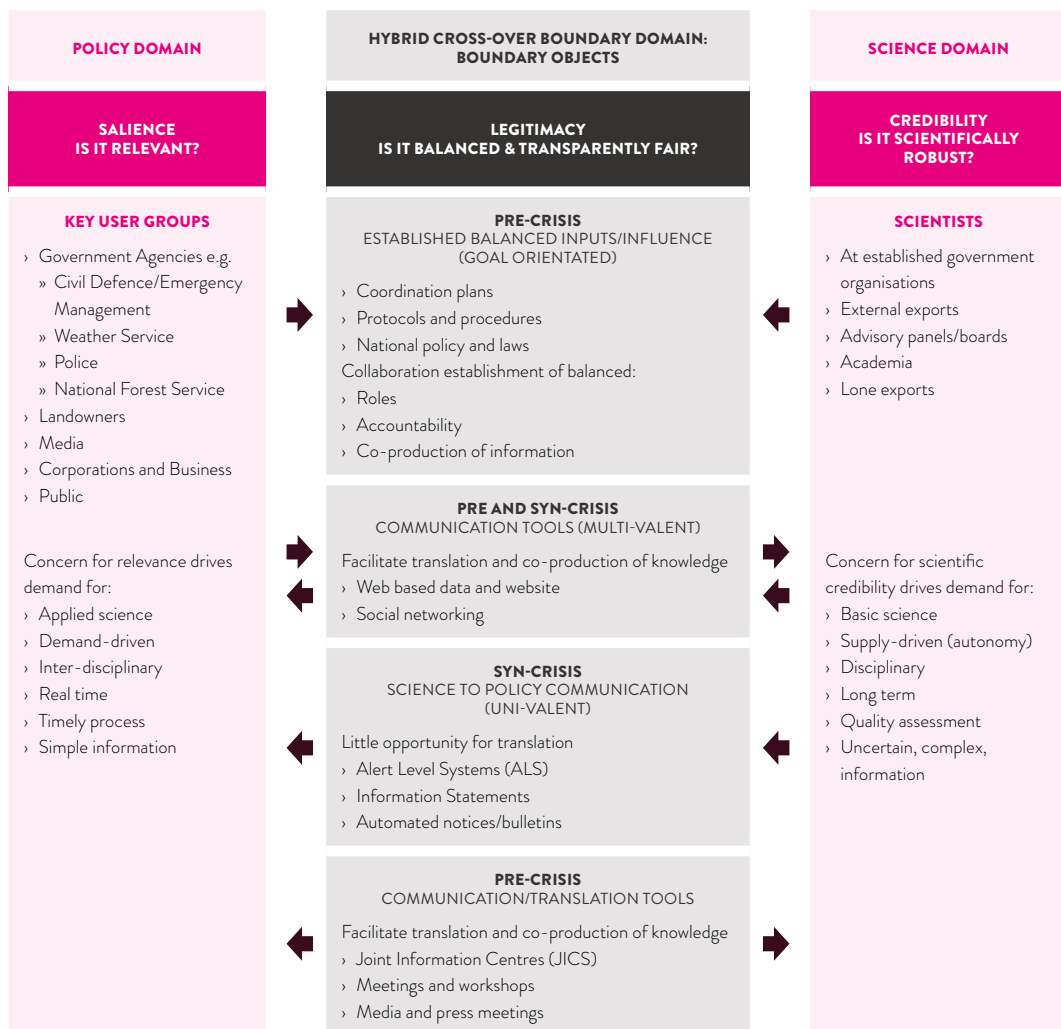 POLICY DOMAIN
HYBRID CROSS-OVER BOUNDARY DOMAIN:
BOUNDARY OBJECTS
SCIENCE DOMAIN
SALIENCE
IS IT RELEVANT?
LEGITIMACY
IS IT BALANCED & TRANSPARENTLY FAIR?
CREDIBILITY
IS IT SCIENTIFICALLY
ROBUST?
KEY USER GROUPS
› Government Agencies e.g.
» Civil Defence/Emergency
Management
» Weather Service
» Police
» National Forest Service
› Landowners
› Media
› Corporations and Business
› Public
Concern for relevance drives
demand for:
› Applied science
› Demand-driven
› Inter-disciplinary
› Real time
› Timely process
› Simple information
PRE-CRISIS
ESTABLISHED BALANCED INPUTS/INFLUENCE
(GOAL ORIENTATED)
› Coordination plans
› Protocols and procedures
› National policy and laws
Collaboration establishment of balanced:
› Roles
› Accountability
› Co-production of information
PRE AND SYN-CRISIS
COMMUNICATION TOOLS (MULTI-VALENT)
Facilitate translation and co-production of knowledge
› Web based data and website
› Social networking
SYN-CRISIS
SCIENCE TO POLICY COMMUNICATION
(UNI-VALENT)
Little opportunity for translation
› Alert Level Systems (ALS)
› Information Statements
› Automated notices/bulletins
PRE-CRISIS
COMMUNICATION/TRANSLATION TOOLS
Facilitate translation and co-production of knowledge
› Joint Information Centres (JICS)
› Meetings and workshops
› Media and press meetings
SCIENTISTS
› At established government
organisations
› External exports
› Advisory panels/boards
› Academia
› Lone exports
Concern for scientific
credibility drives demand for:
› Basic science
› Supply-driven (autonomy)
› Disciplinary
› Long term
› Quality assessment
› Uncertain, complex,
information